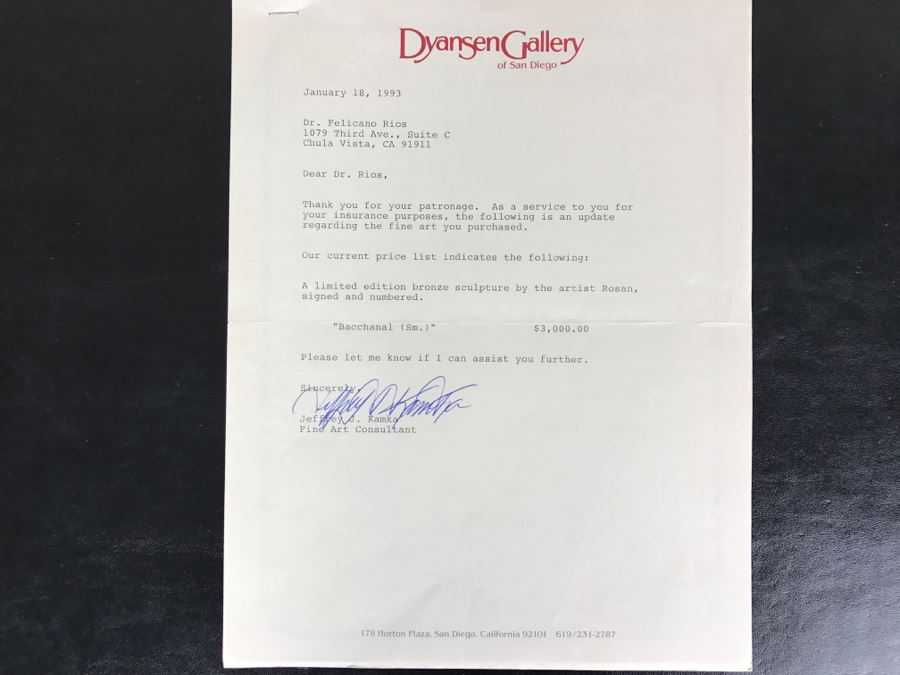 Dyansen Gallery
of San Diego
January 18, 1993
Dr. Felicano Rios
1079 Third Ave., Suite C
Chula Vista, CA 91911
Dear Dr. Rios,
Thank you for your patronage. As a service to you for
your insurance purposes, the following is an update
regarding the fine art you purchased.
Our current price list indicates the following:
A limited edition bronze sculpture by the artist Rosan,
signed and numbered.
"Bacchanal (Sm.)" $3,000.00
Please let me know if I can assist you further.
Sincerely,
Jeffrey J. Kamka
Fine Art Consultant
178 Horton Plaza, San Diego, California 92101 619/231-2787